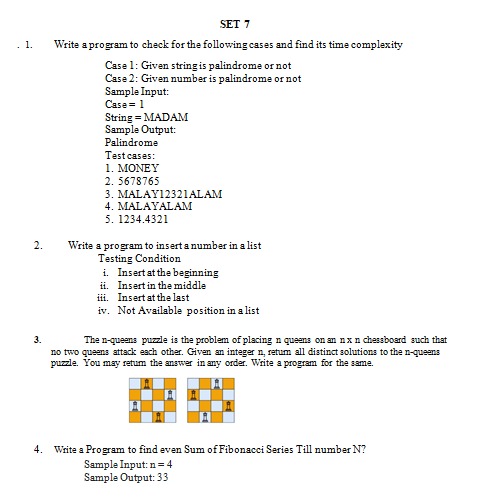 SET 7
. 1. Write a program to check for the following cases and find its time complexity
Case 1: Given string is palindrome or not
Case 2: Given number is palindrome or not
Sample Input:
Case = 1
String = MADAM
Sample Output:
Palindrome
Test cases:
1. MONEY
2. 5678765
3. MALAY12321ALAM
4. MALAYALAM
5. 1234.4321
2. Write a program to insert a number in a list
Testing Condition
i. Insert at the beginning
ii. Insert in the middle
iii. Insert at the last
iv. Not Available position in a list
3. The n-queens puzzle is the problem of placing n queens on an n x n chessboard such that
no two queens attack each other. Given an integer n, return all distinct solutions to the n-queens
puzzle. You may return the answer in any order. Write a program for the same.
4. Write a Program to find even Sum of Fibonacci Series Till number N?
Sample Input: n = 4
Sample Output: 33